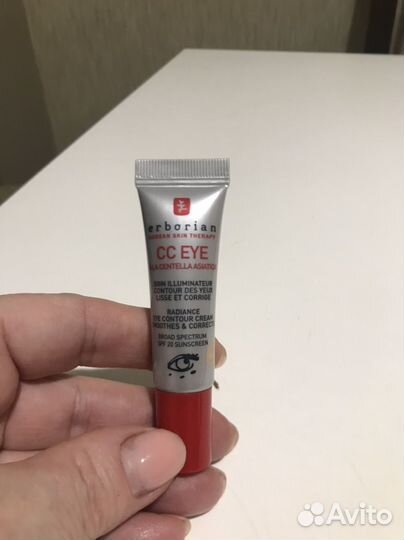 erborian
KOREAN SKIN THERAPY
CC EYE
LA CENTELLA ASIATIQ
SOIN ILLUMINATEUR
CONTOUR DES YEUX
LISSE ET CORRIGE
RADIANCE
EYE CONTOUR CREAM
SMOOTHES & CORRECTS
BROAD SPECTRUM
SPF 20 SUNSCREEN
Avito